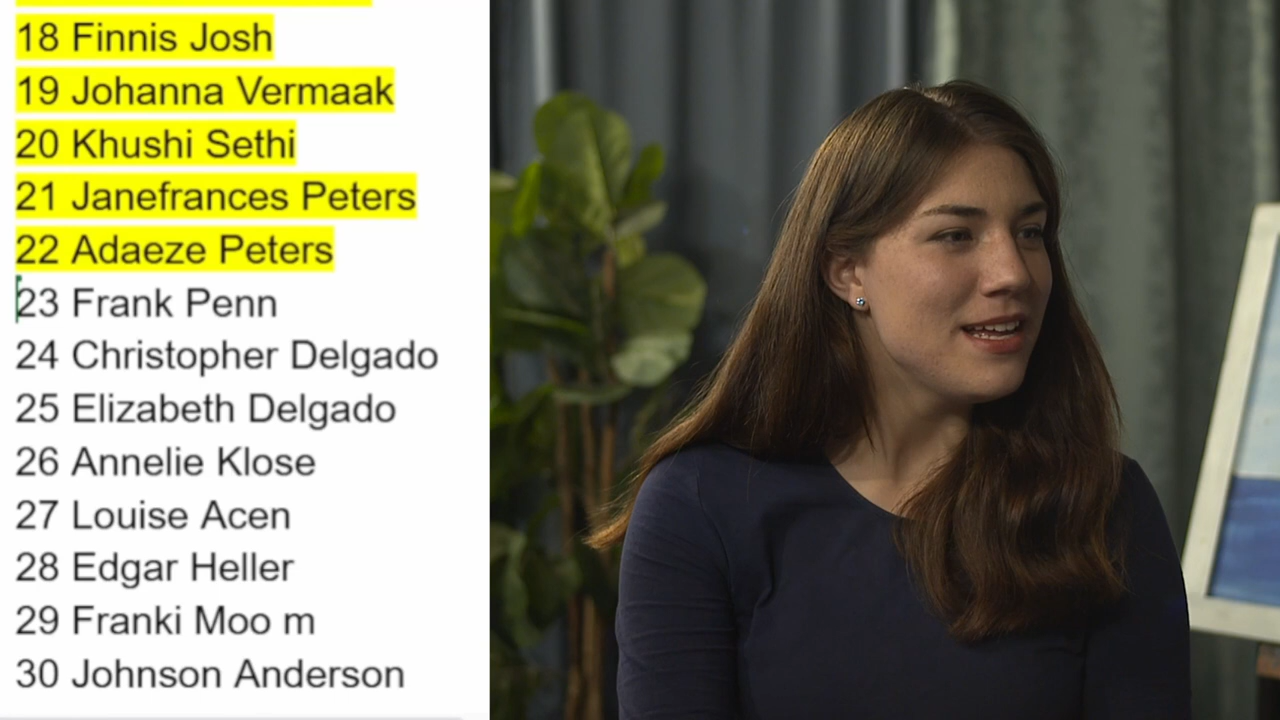 18 Finnis Josh
19 Johanna Vermaak
20 Khushi Sethi
21 Janefrances Peters
22 Adaeze Peters
23 Frank Penn
24 Christopher Delgado
25 Elizabeth Delgado
26 Annelie Klose
27 Louise Acen
28 Edgar Heller
29 Franki Moo m
30 Johnson Anderson